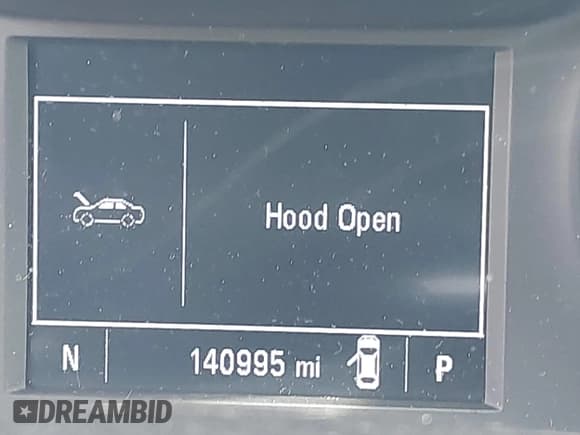 Hood Open
N 140995 mi P
DREAMBID